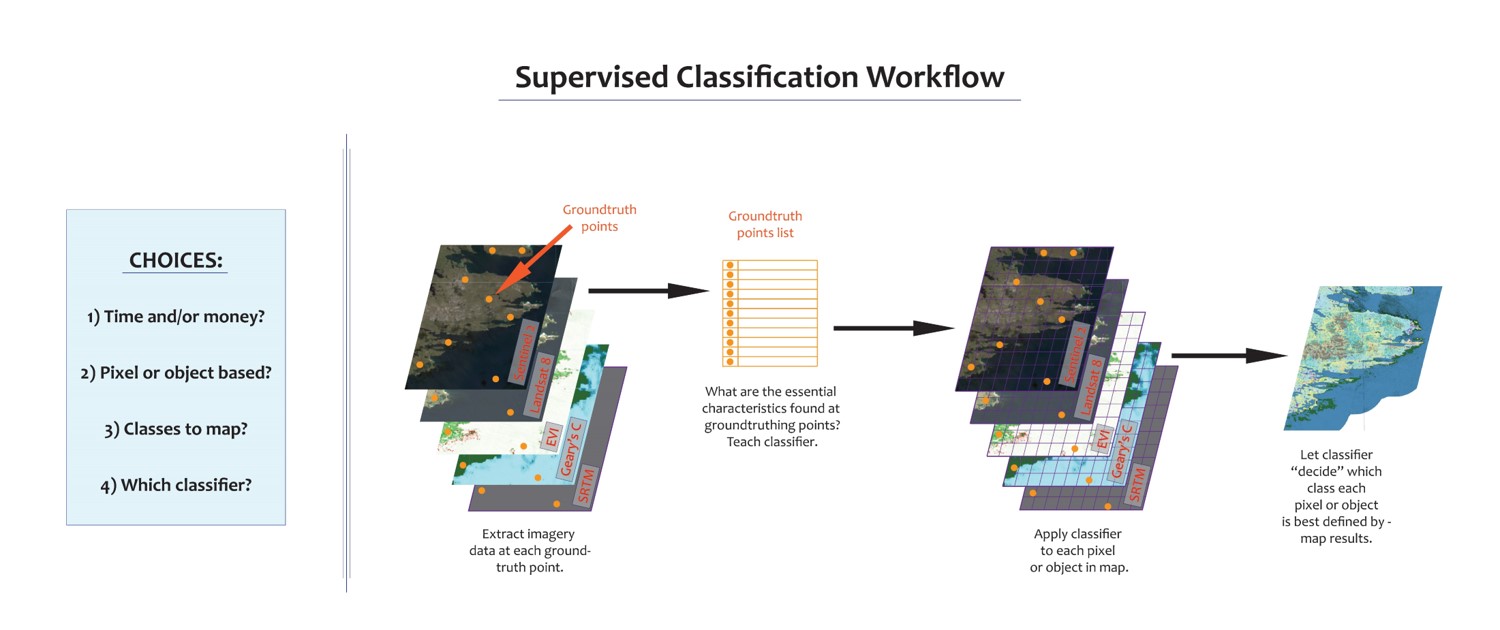 Supervised Classification Workflow
CHOICES:
1) Time and/or money?
2) Pixel or object based?
3) Classes to map?
4) Which classifier?
Groundtruth
points
Sentinel 2
Landsat 8
EVI
Geary's C
SRTM
Extract imagery
data at each ground-
truth point.
Groundtruth
points list
What are the essential
characteristics found at
groundtruthing points?
Teach classifier.
Sentinel 2
Landsat 8
EVI
Geary's C
SRTM
Apply classifier
to each pixel
or object in map.
Let classifier
“decide” which
class each
pixel or object
is best defined by -
map results.